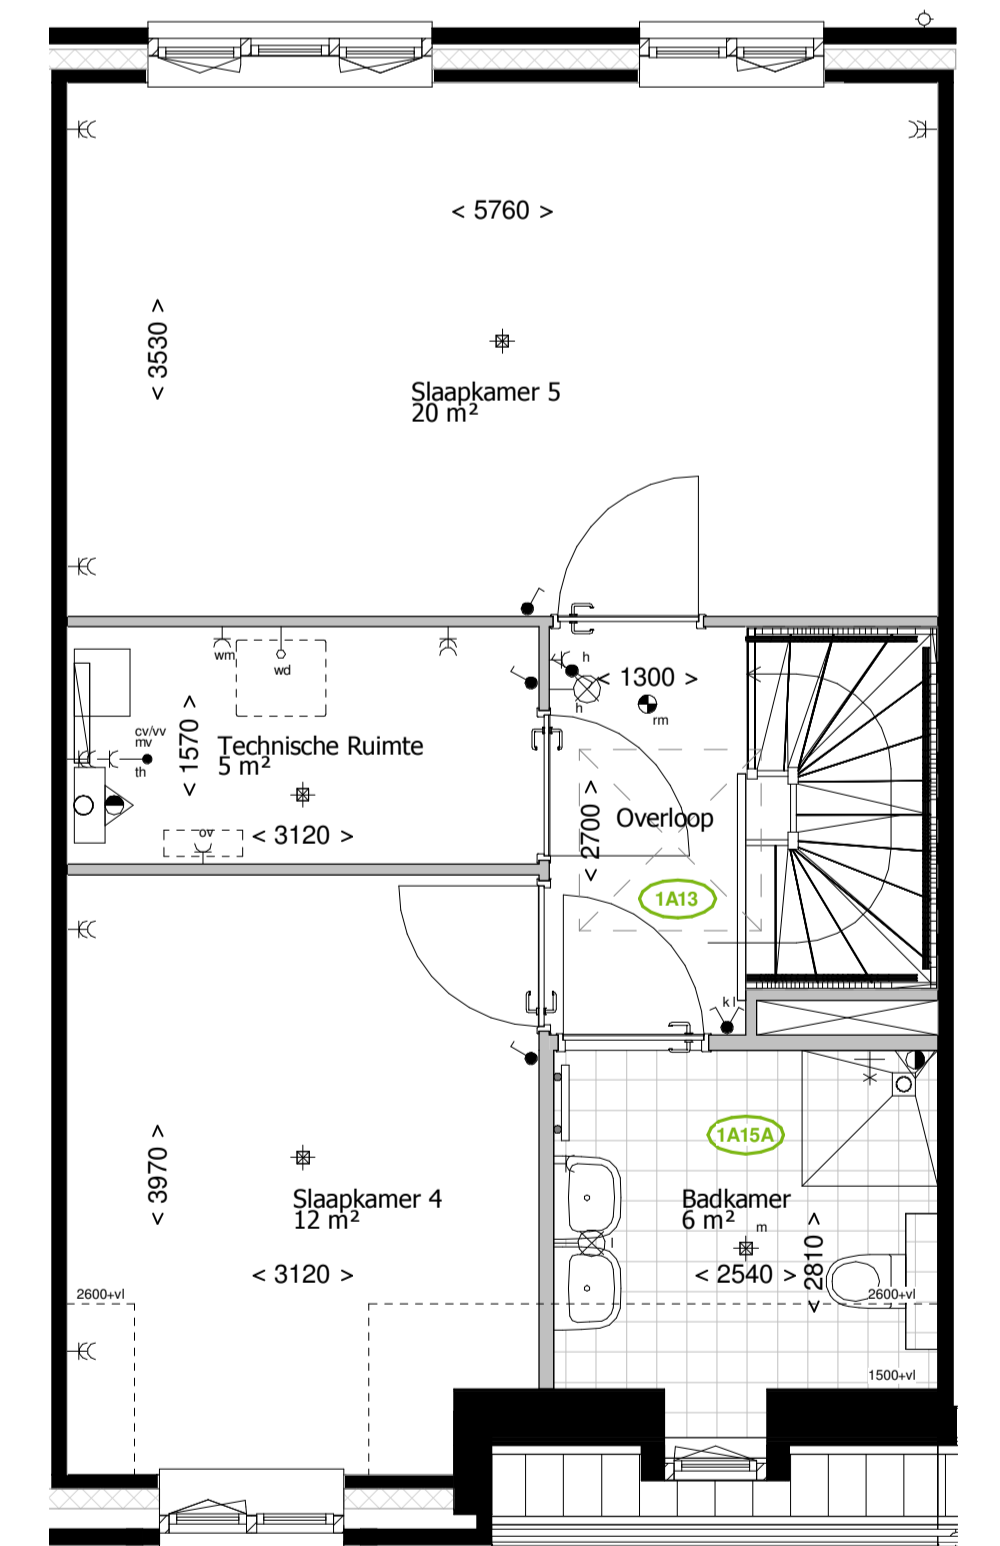 < 5760 >
< 3530 >
Slaapkamer 5
20 m²
wm
wd
h
< 1300 >
h
rm
cv/vv
mv
th
< 1570 >
Technische Ruimte
5 m²
ov
< 3120 >
< 2700 >
Overloop
1A13
k l
1A15A
< 3970 >
Slaapkamer 4
12 m²
< 3120 >
Badkamer
6 m²
m
l
< 2540 >
< 2810 >
2600+vl
2600+vl
1500+vl